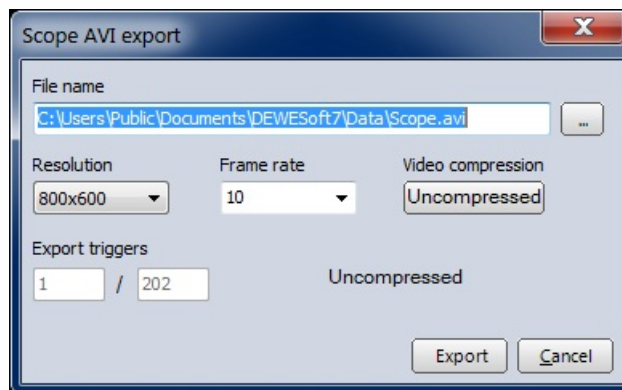 Scope AVI export
X
File name
C:\Users\Public\Documents\DEWESoft7\Data\Scope.avi ...
Resolution Frame rate Video compression
800x600 10 Uncompressed
Export triggers
1 / 202 Uncompressed
Export Cancel